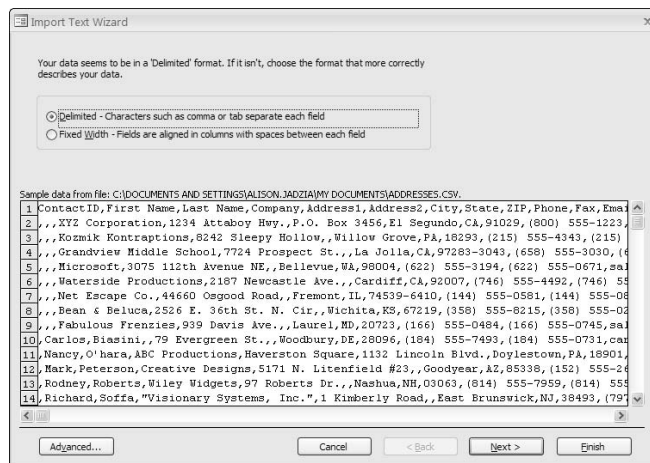 Import Text Wizard
Your data seems to be in a 'Delimited' format. If it isn't, choose the format that more correctly
describes your data.
Delimited - Characters such as comma or tab separate each field
Fixed Width - Fields are aligned in columns with spaces between each field
Sample data from file: C:\DOCUMENTS AND SETTINGS\ALISON.JADZIA\MY DOCUMENTS\ADDRESSES.CSV.
1 ContactID,First Name,Last Name,Company,Address1,Address2,City,State,ZIP,Phone,Fax,Emai
2 ,,,XYZ Corporation,1234 Attaboy Hwy.,P.O. Box 3456,El Segundo,CA,91029,(800) 555-1223,
3 ,,,Kozmik Kontraptions,8242 Sleepy Hollow,,Willow Grove,PA,18293,(215) 555-4343,(215)
4 ,,,Grandview Middle School,7724 Prospect St.,,La Jolla,CA,97283-3043,(658) 555-3030,(6
5 ,,,Microsoft,3075 112th Avenue NE,,Bellevue,WA,98004,(622) 555-3194,(622) 555-0671,sal
6 ,,,Waterside Productions,2187 Newcastle Ave.,,Cardiff,CA,92007,(746) 555-4492,(746) 55
7 ,,,Net Escape Co.,44660 Osgood Road,,Fremont,IL,74539-6410,(144) 555-0581,(144) 555-08
8 ,,,Bean & Beluca,2526 E. 36th St. N. Cir,,Wichita,KS,67219,(358) 555-8215,(358) 555-02
9 ,,,Fabulous Frenzies,939 Davis Ave.,,Laurel,MD,20723,(166) 555-0484,(166) 555-0745,sal
10 ,Carlos,Biasini,,79 Evergreen St.,,Woodbury,DE,28096,(184) 555-7493,(184) 555-0731,car
11 ,Nancy,O'hara,ABC Productions,Haverston Square,1132 Lincoln Blvd.,Doylestown,PA,18901,
12 ,Mark,Peterson,Creative Designs,5171 N. Litenfield #23,,Goodyear,AZ,85338,(152) 555-26
13 ,Rodney,Roberts,Wiley Widgets,97 Roberts Dr.,,Nashua,NH,03063,(814) 555-7959,(814) 555
14 ,Richard,Soffa,"Visionary Systems, Inc.",1 Kimberly Road,,East Brunswick,NJ,38493,(797
Advanced... Cancel < Back Next > Finish